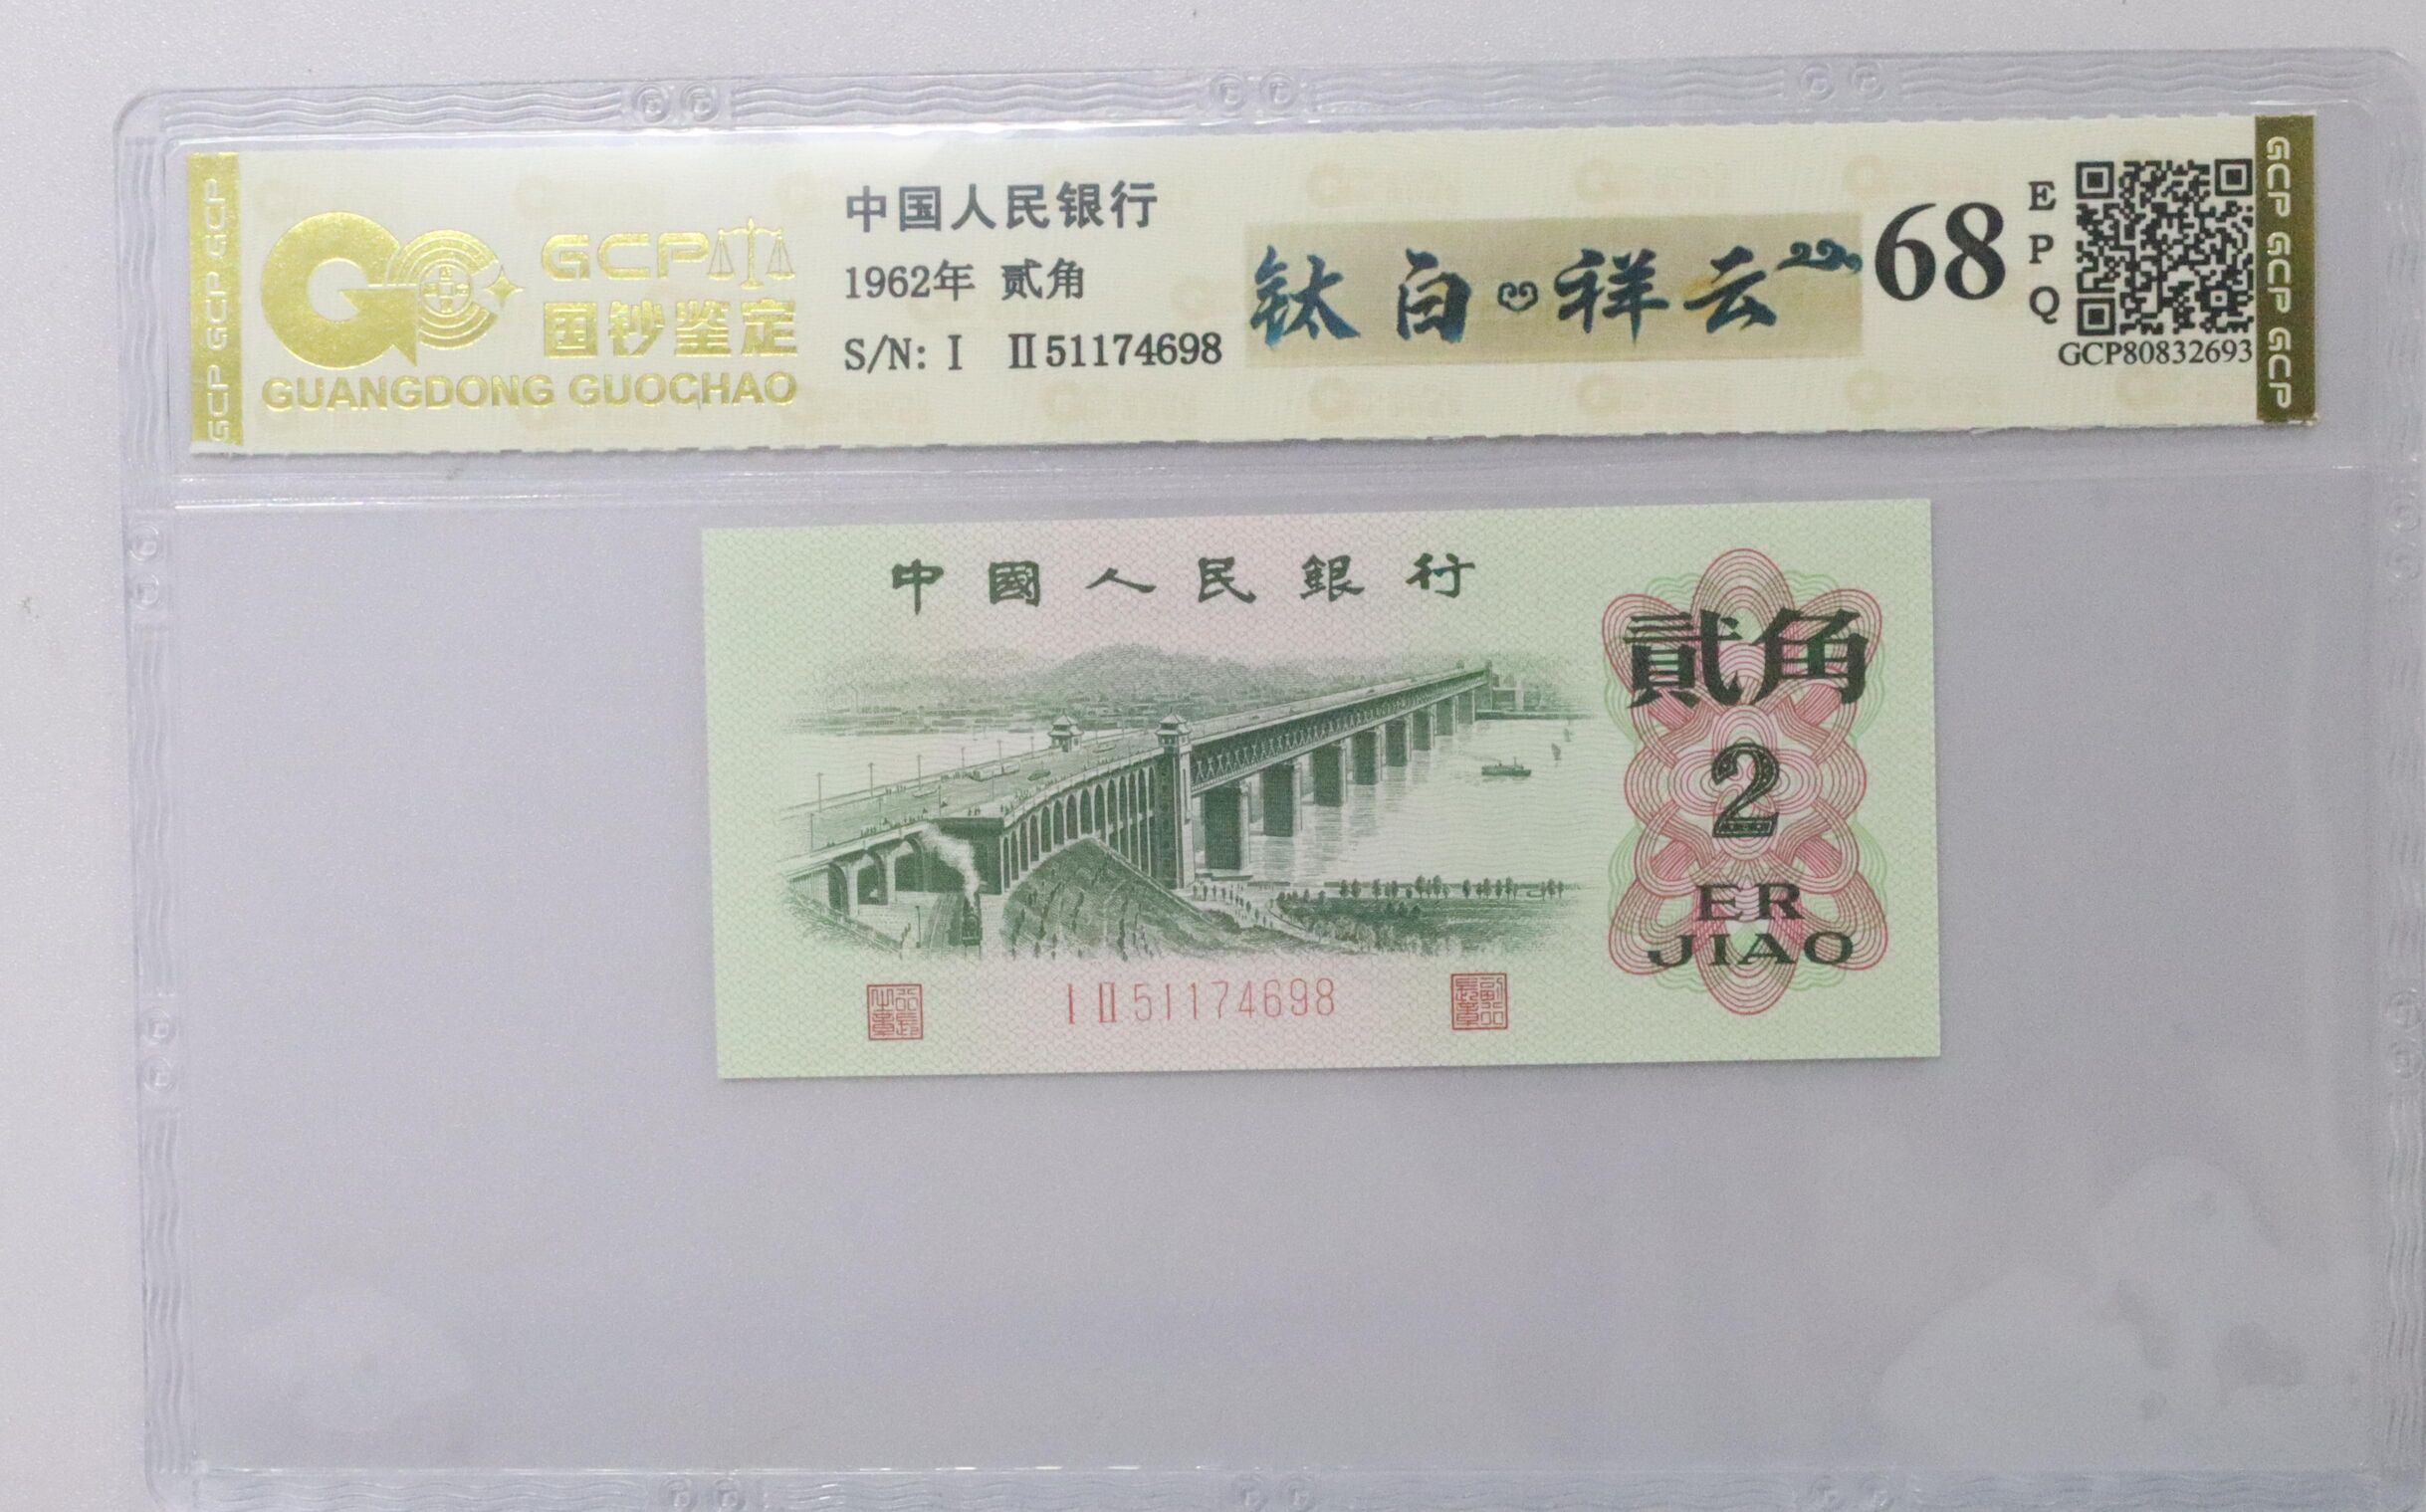 GCP GCP GCP
GCP
国钞鉴定
GUANGDONG GUOCHAO
中国人民银行
1962年 贰角
S/N: I II51174698
钛白祥云
68
EPQ
GCP80832693
GCP GCP GCP
中國人民銀行
貳角
2
ER
JIAO
I II 51174698